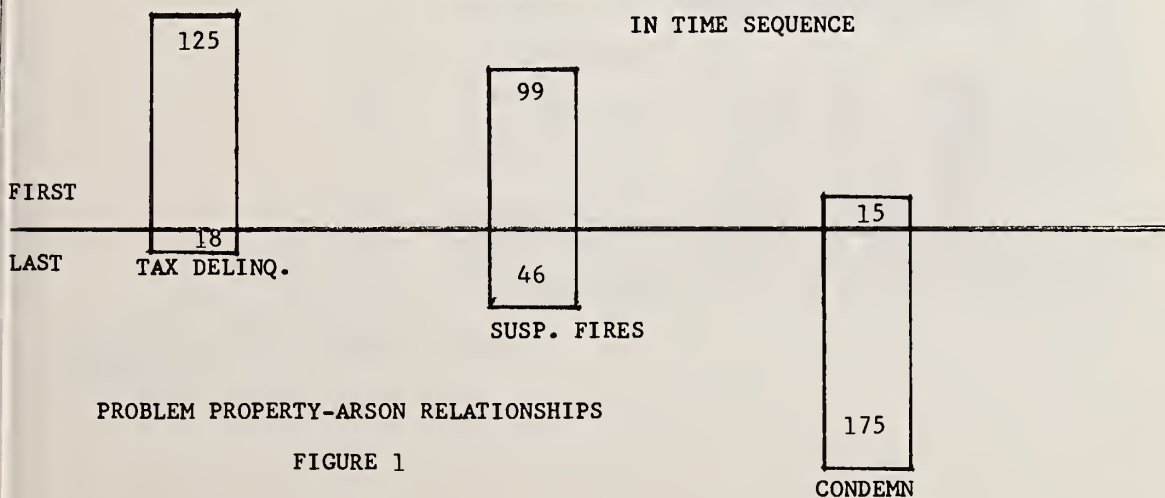 IN TIME SEQUENCE
125
99
FIRST
15
18
LAST
TAX DELINQ.
46
SUSP. FIRES
PROBLEM PROPERTY-ARSON RELATIONSHIPS
175
FIGURE 1
CONDEMN